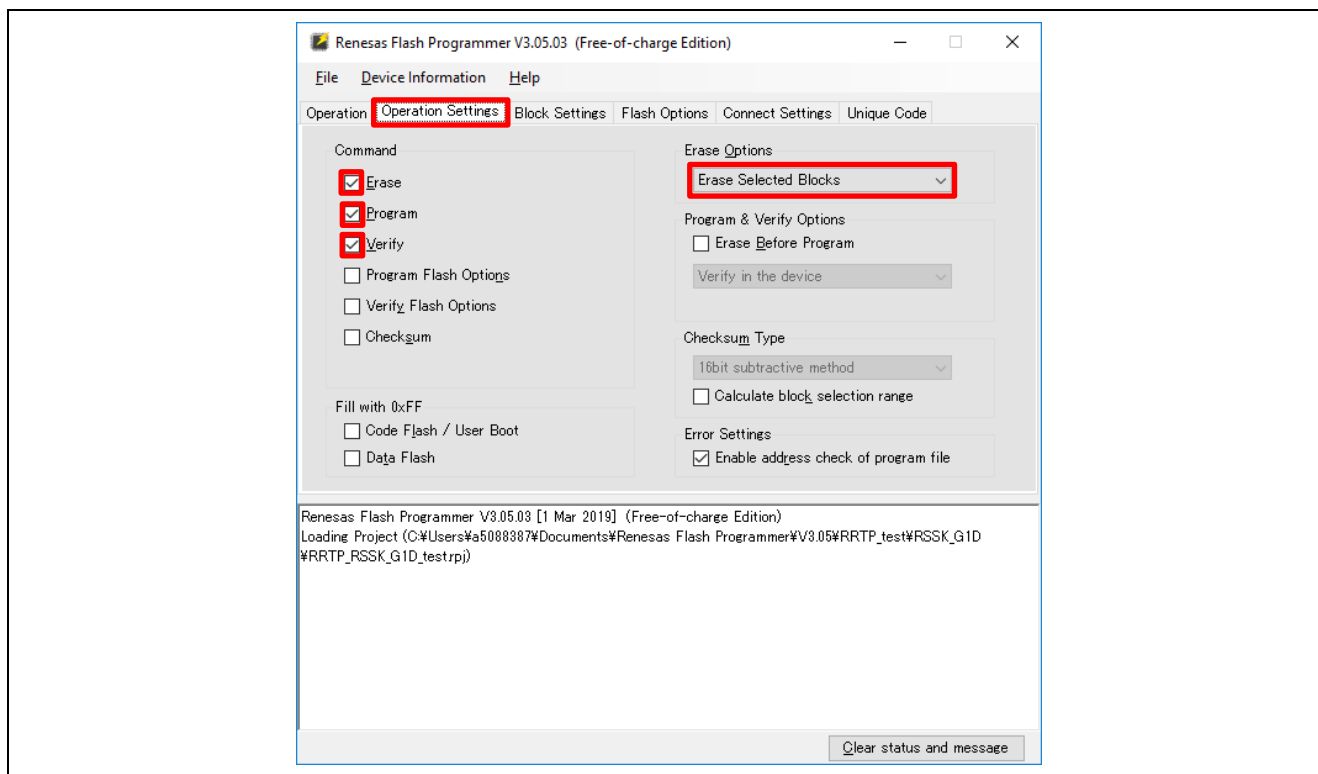 Renesas Flash Programmer V3.05.03 (Free-of-charge Edition)
File Device Information Help
Operation Operation Settings Block Settings Flash Options Connect Settings Unique Code
Command
Erase
Program
Verify
Program Flash Options
Verify Flash Options
Checksum
Fill with 0xFF
Code Flash / User Boot
Data Flash
Erase Options
Erase Selected Blocks
Program & Verify Options
Erase Before Program
Verify in the device
Checksum Type
16bit subtractive method
Calculate block selection range
Error Settings
Enable address check of program file
Renesas Flash Programmer V3.05.03 [1 Mar 2019] (Free-of-charge Edition)
Loading Project (C:¥Users¥a5088387¥Documents¥Renesas Flash Programmer¥V3.05¥RRTP_test¥RSSK_G1D
¥RRTP_RSSK_G1D_test.rpj)
Clear status and message